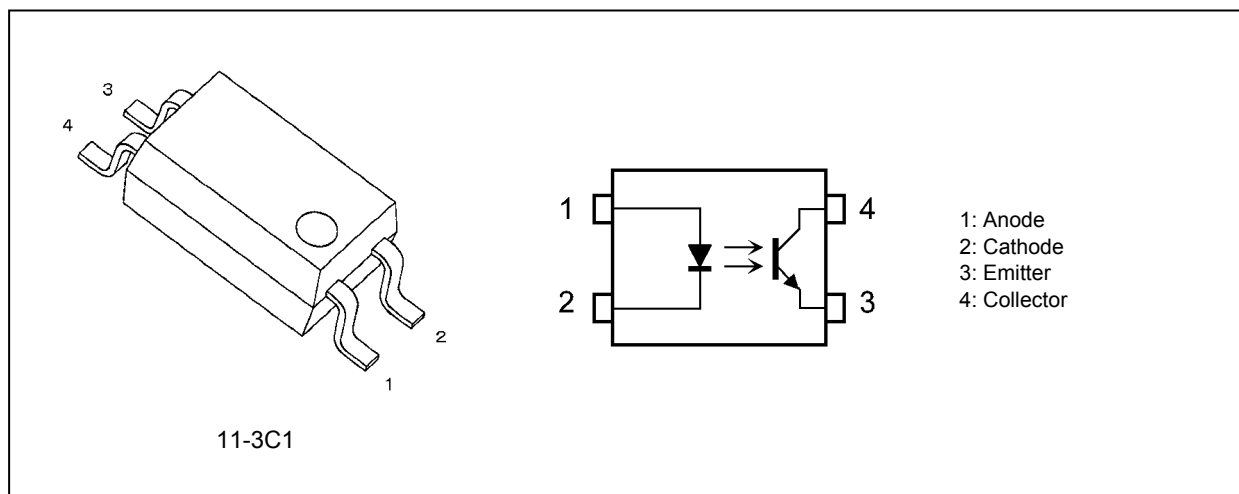 3
4
2
1
11-3C1
1
4
2
3
1: Anode
2: Cathode
3: Emitter
4: Collector